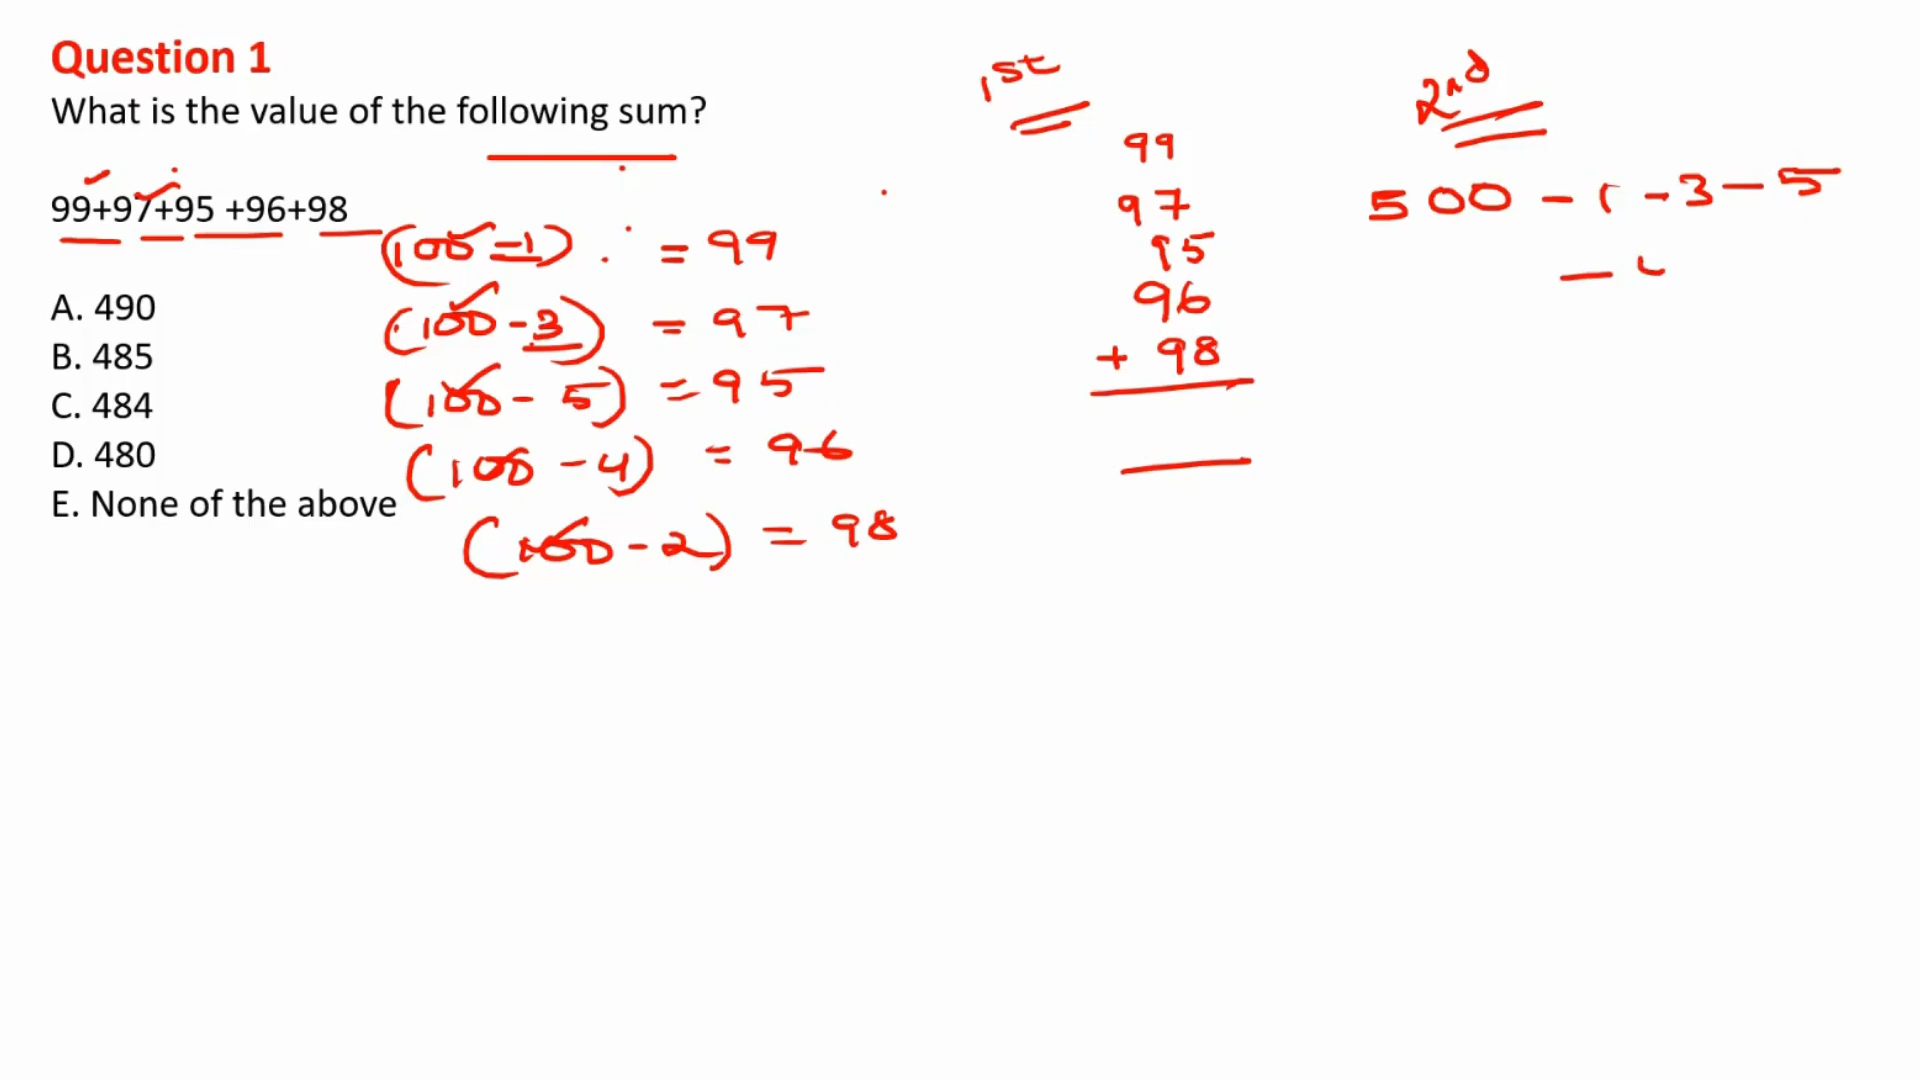 Question 1
What is the value of the following sum?
99+97+95 +96+98
A. 490
B. 485
C. 484
D. 480
E. None of the above
(100-1) = 99
(100-3) = 97
(100-5) = 95
(100-4) = 96
(100-2) = 98
1st
99
97
95
96
+ 98
2nd
500 - 1 - 3 - 5
-